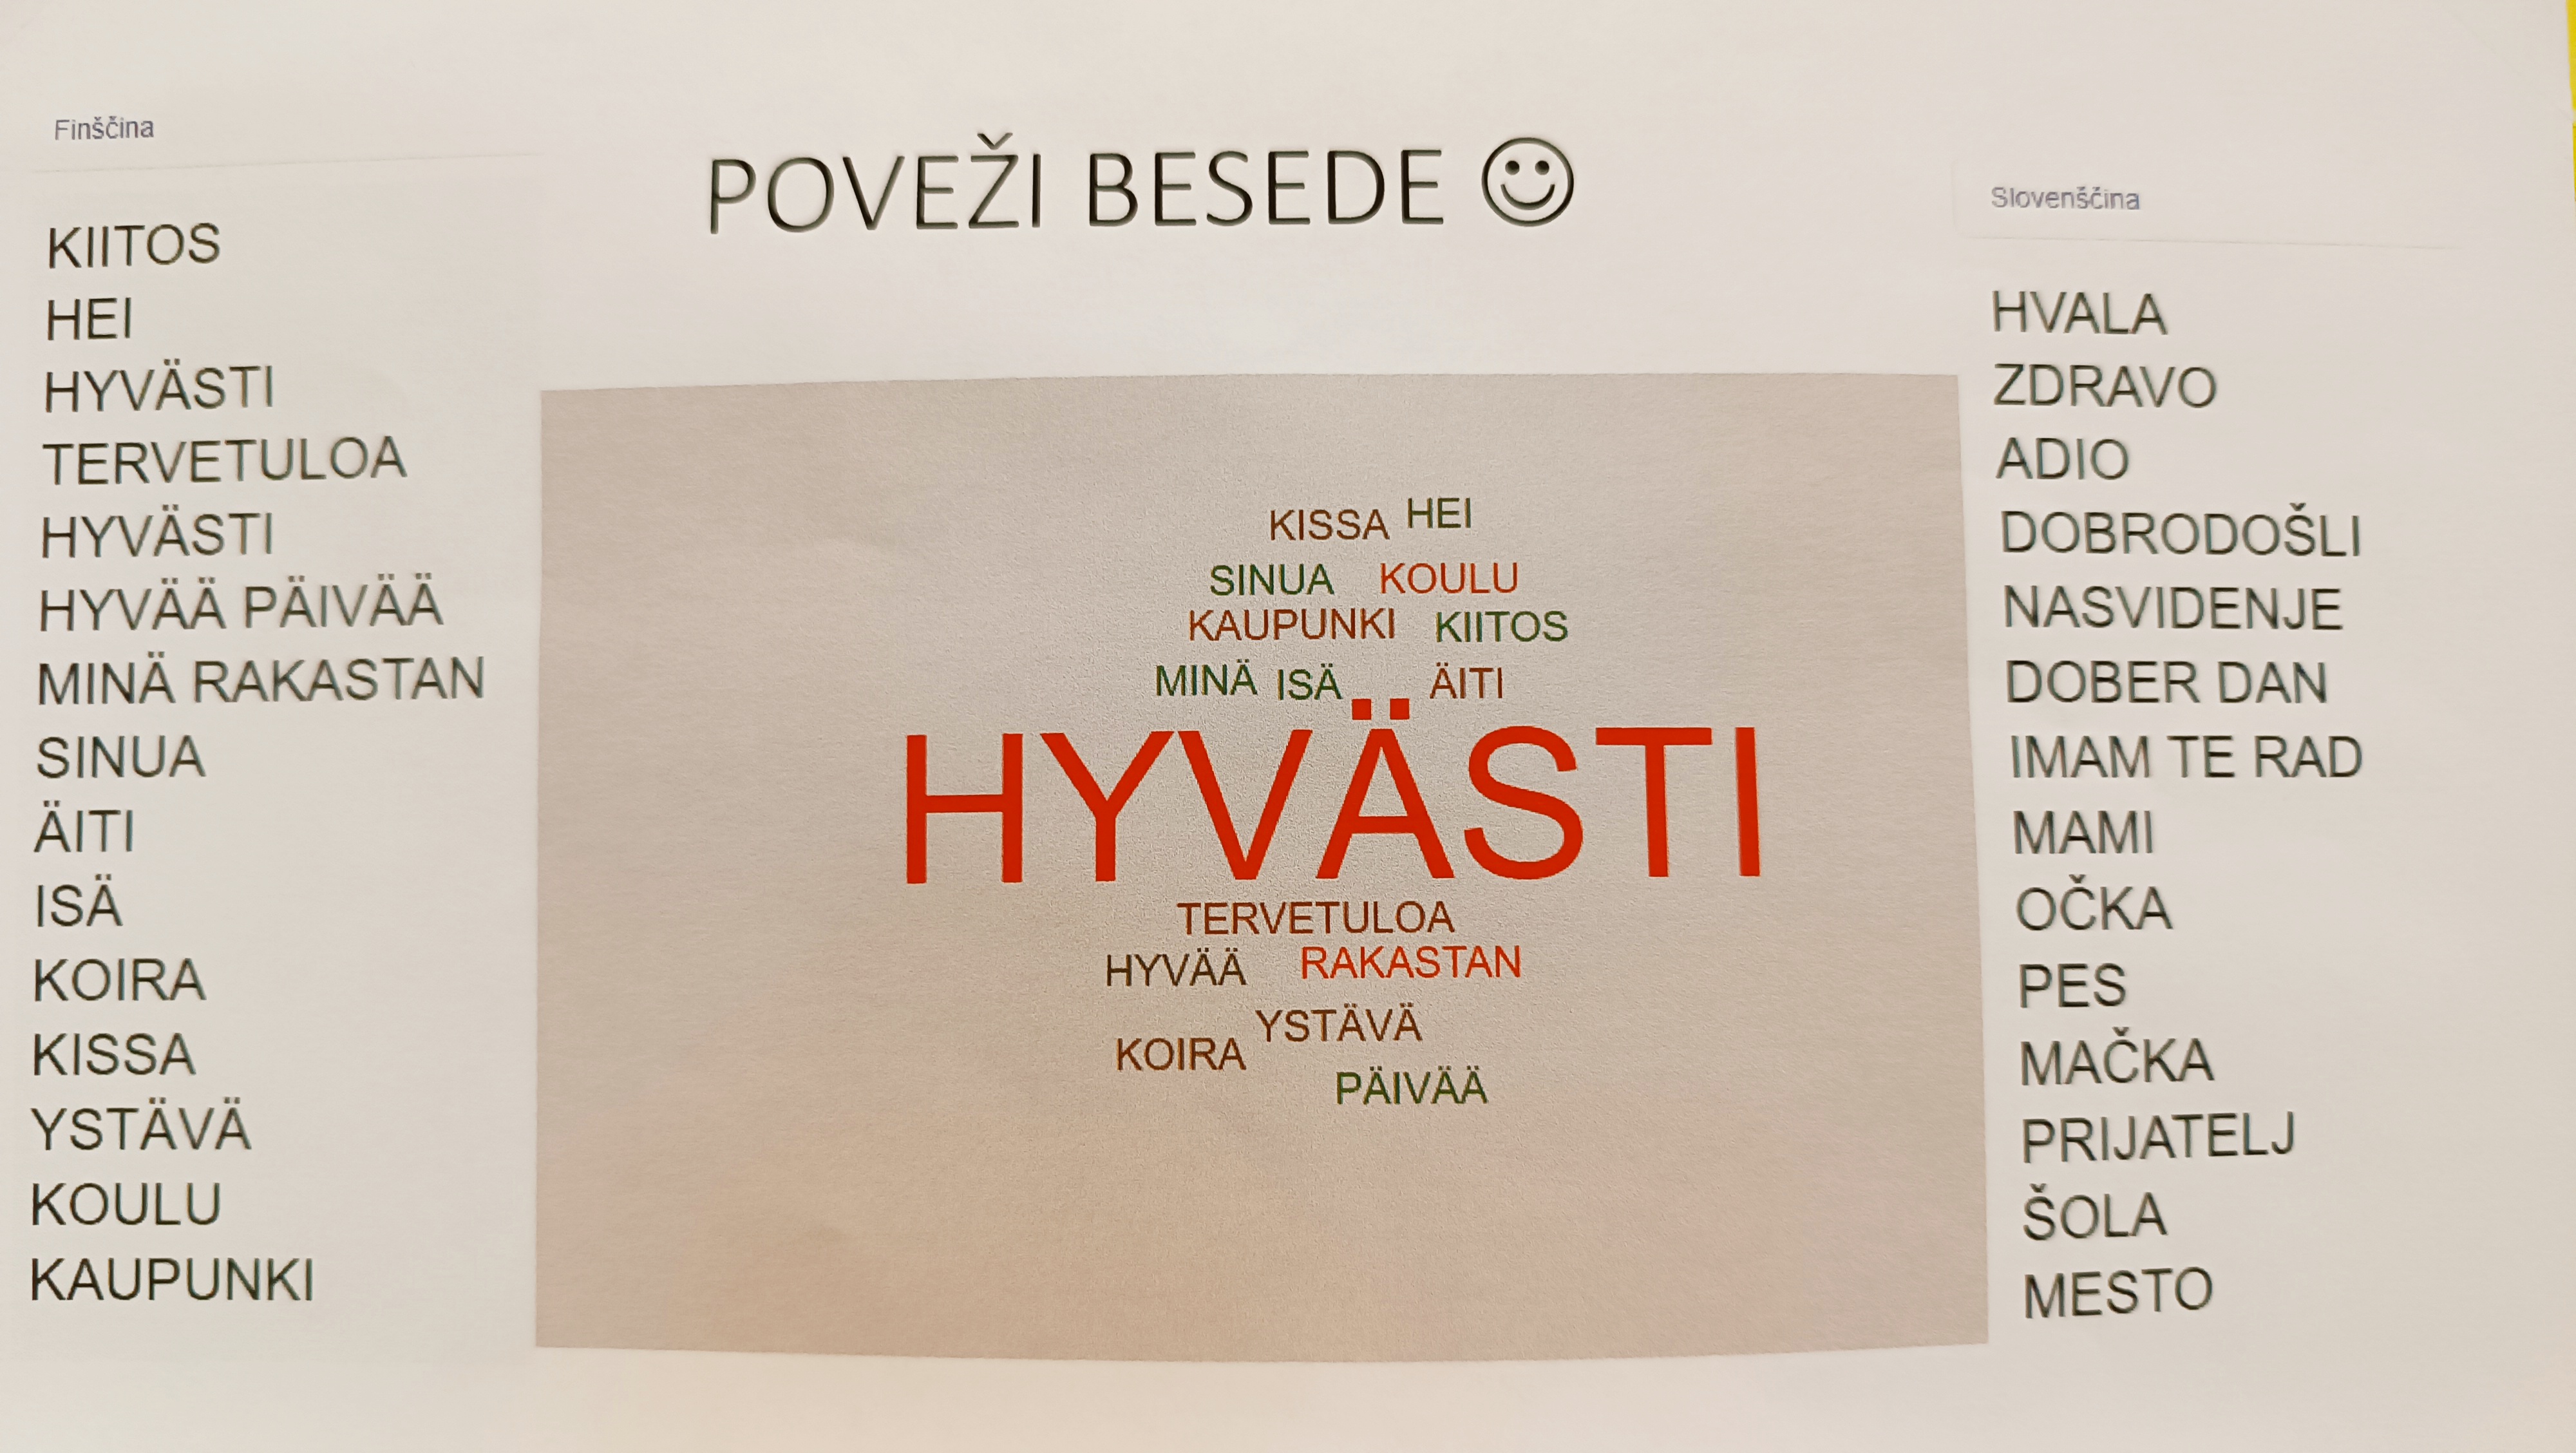 Finščina
POVEŽI BESEDE ☺
Slovenščina
KIITOS
HEI
HYVÄSTI
TERVETULOA
HYVÄSTI
HYVÄÄ PÄIVÄÄ
MINÄ RAKASTAN
SINUA
ÄITI
ISÄ
KOIRA
KISSA
YSTÄVÄ
KOULU
KAUPUNKI
KISSA HEI
SINUA KOULU
KAUPUNKI KIITOS
MINÄ ISÄ ÄITI
HYVÄSTI
TERVETULOA
HYVÄÄ RAKASTAN
YSTÄVÄ
KOIRA
PÄIVÄÄ
HVALA
ZDRAVO
ADIO
DOBRODOŠLI
NASVIDENJE
DOBER DAN
IMAM TE RAD
MAMI
OČKA
PES
MAČKA
PRIJATELJ
ŠOLA
MESTO